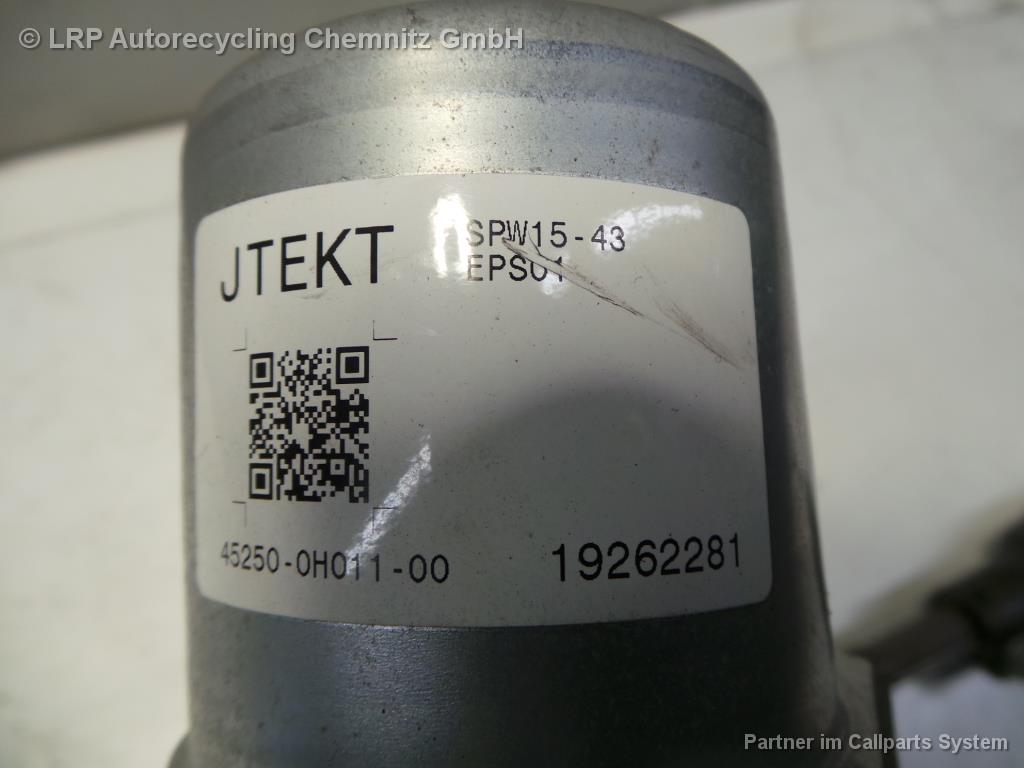 © LRP Autorecycling Chemnitz GmbH
JTEKT
SPW15-43
EPS01
45250-0H011-00
19262281
Partner im Callparts System